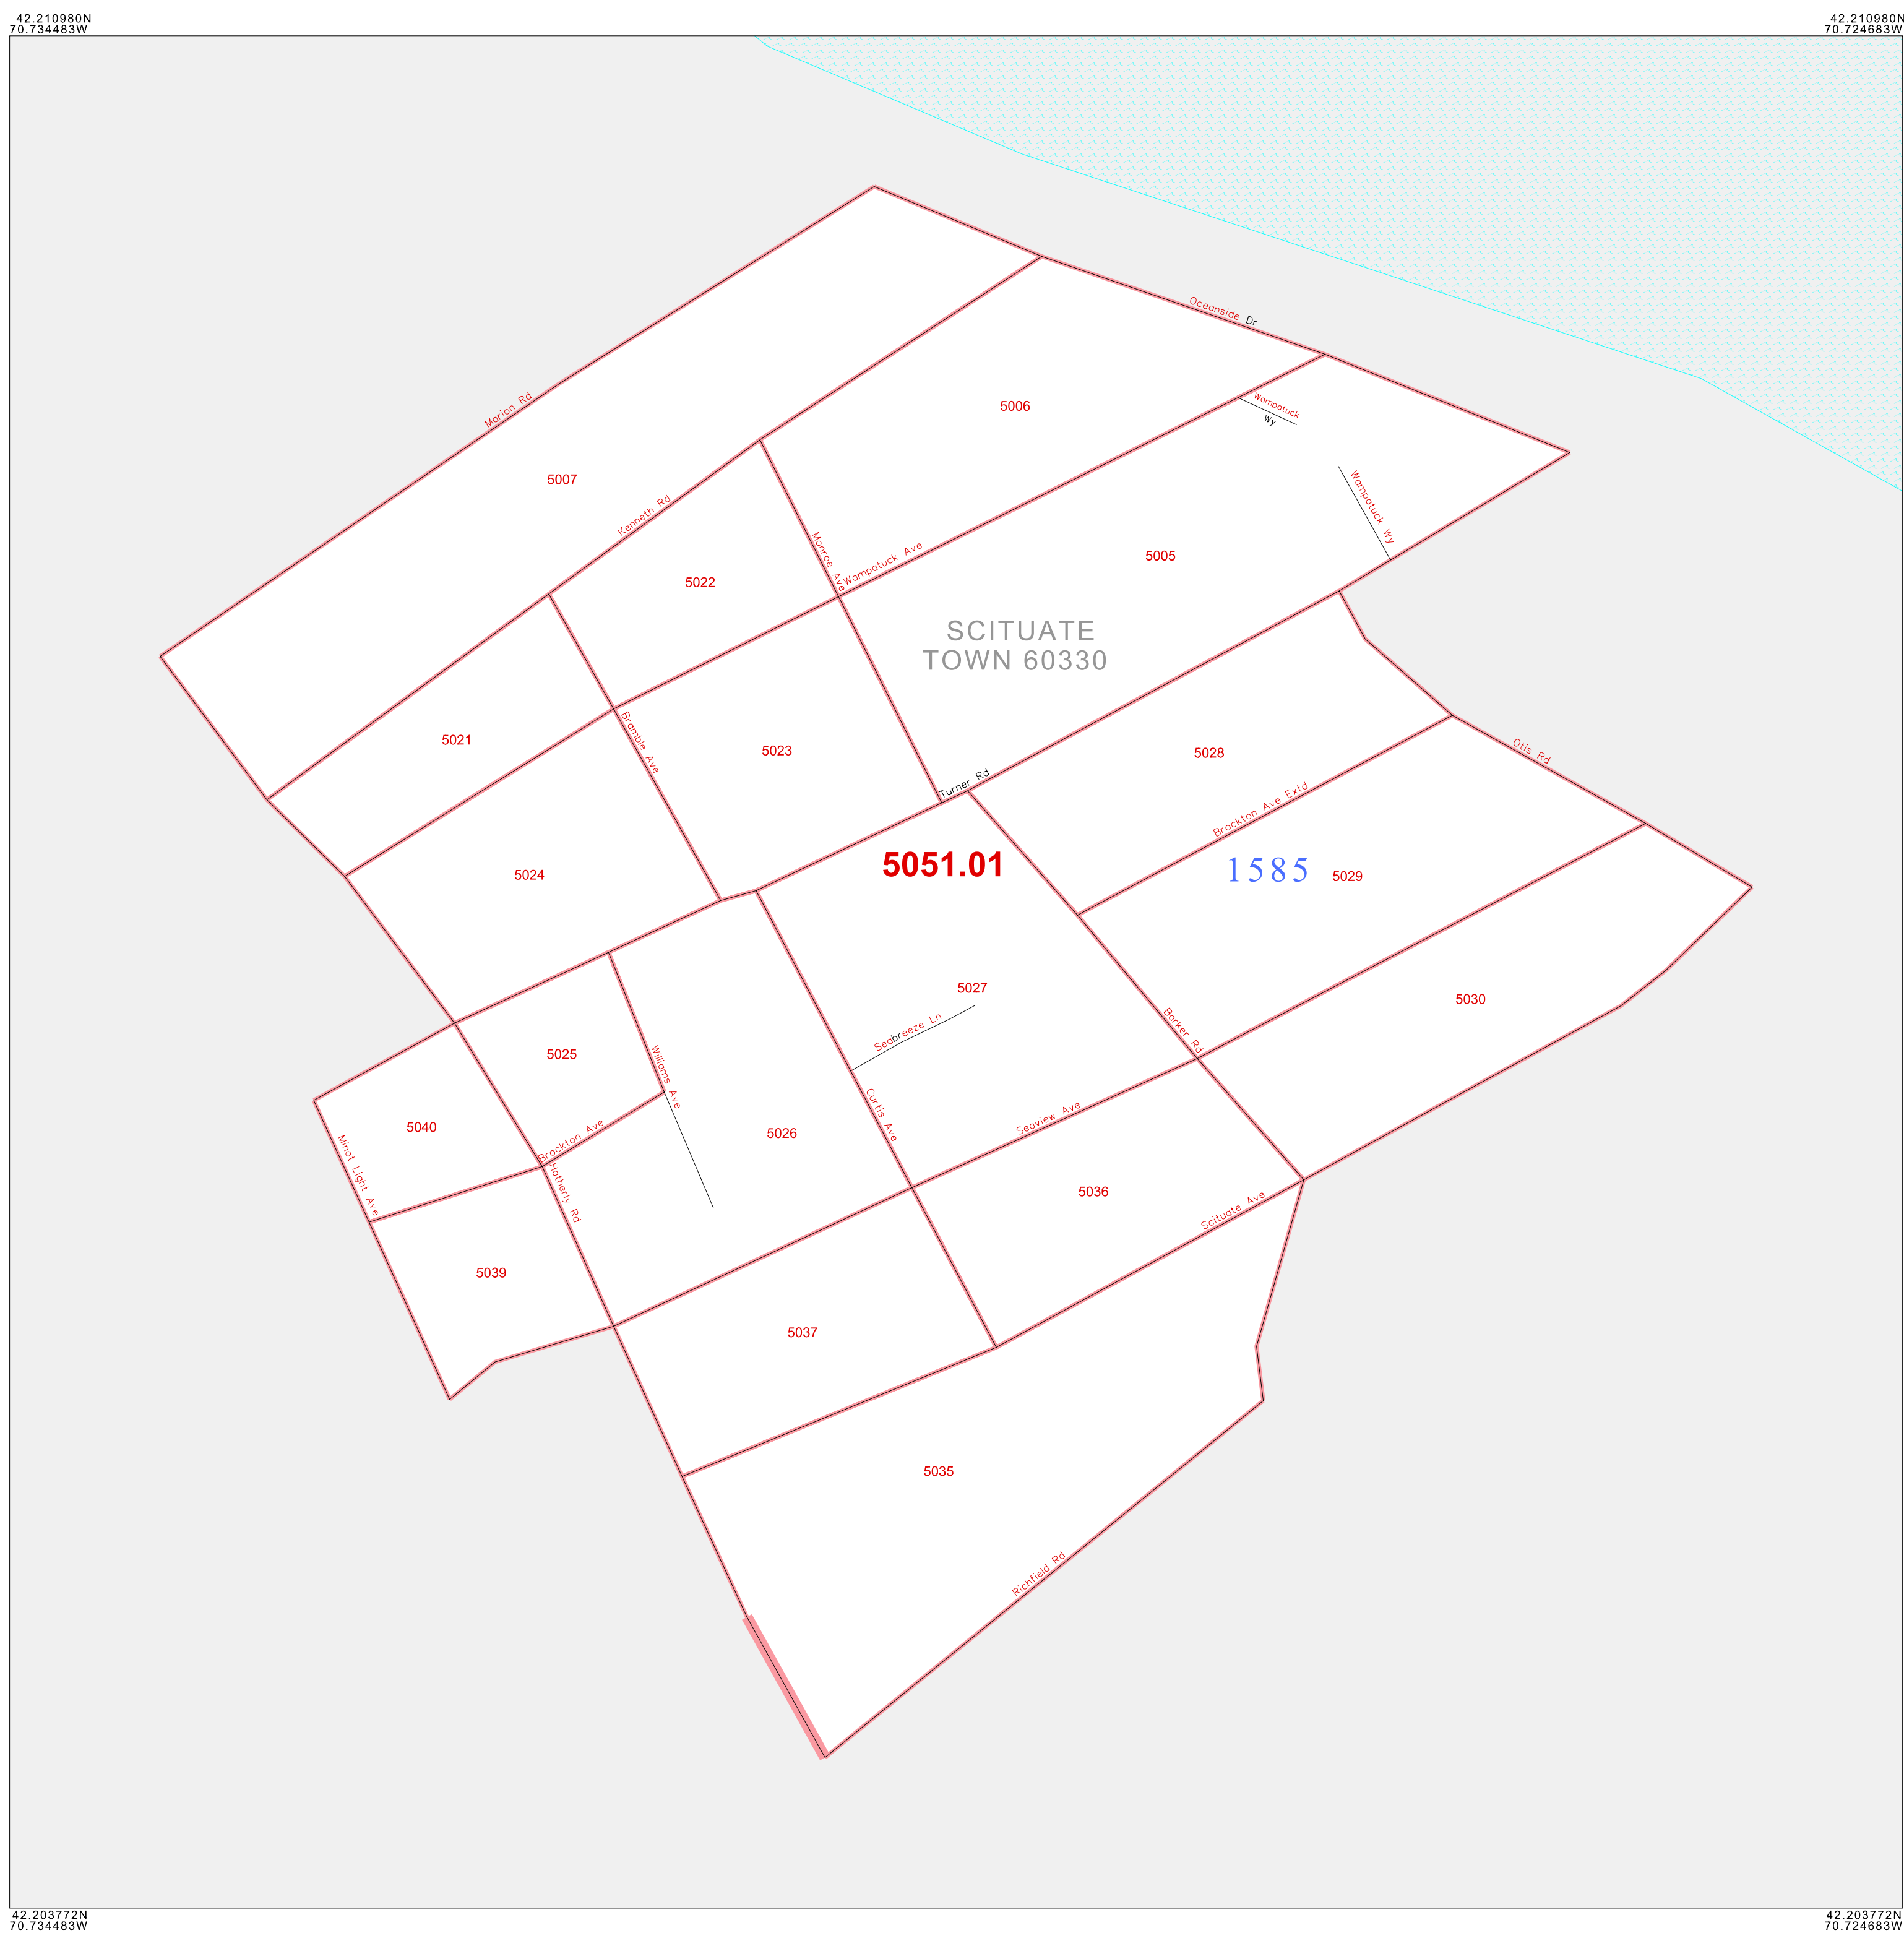 42.210980N
70.734483W
42.210980N
70.724683W
Oceanside Dr
Marion Rd
Wampatuck
Wy
5006
5007
Wampatuck Wy
Kenneth Rd
Monroe Ave
Wampatuck Ave
5005
5022
SCITUATE
TOWN 60330
Bramble Ave
5021
5023
5028
Otis Rd
Turner Rd
Brockton Ave Extd
5051.01
1585
5029
5024
5027
5030
Seabreeze Ln
Barker Rd
5025
Williams Ave
Curtis Ave
Seaview Ave
5040
Brockton Ave
5026
Minot Light Ave
Hatherly Rd
5036
Scituate Ave
5039
5037
5035
Richfield Rd
42.203772N
70.734483W
42.203772N
70.724683W